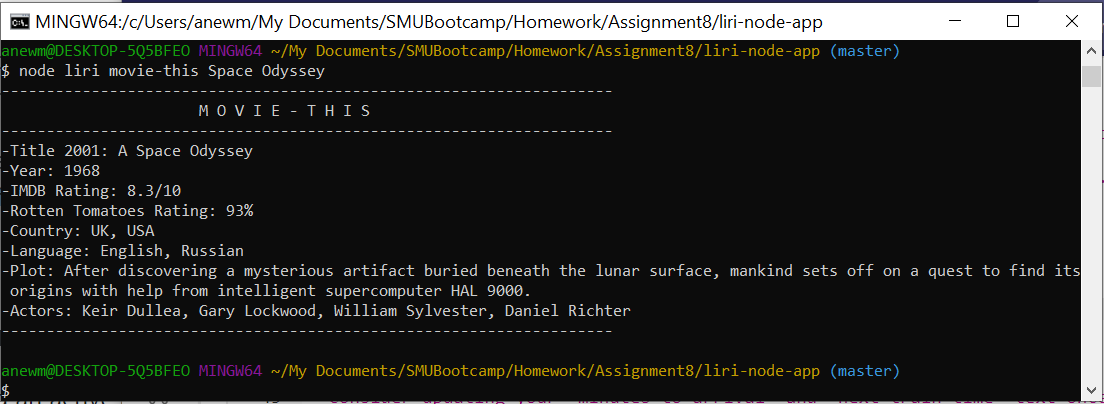 MINGW64:/c/Users/anewm/My Documents/SMUBootcamp/Homework/Assignment8/liri-node-app
anewm@DESKTOP-5Q5BFEO MINGW64 ~/My Documents/SMUBootcamp/Homework/Assignment8/liri-node-app (master)
$ node liri movie-this Space Odyssey
--------------------------------------------------------------------
M O V I E - T H I S
--------------------------------------------------------------------
-Title 2001: A Space Odyssey
-Year: 1968
-IMDB Rating: 8.3/10
-Rotten Tomatoes Rating: 93%
-Country: UK, USA
-Language: English, Russian
-Plot: After discovering a mysterious artifact buried beneath the lunar surface, mankind sets off on a quest to find its
origins with help from intelligent supercomputer HAL 9000.
-Actors: Keir Dullea, Gary Lockwood, William Sylvester, Daniel Richter
--------------------------------------------------------------------
anewm@DESKTOP-5Q5BFEO MINGW64 ~/My Documents/SMUBootcamp/Homework/Assignment8/liri-node-app (master)
$